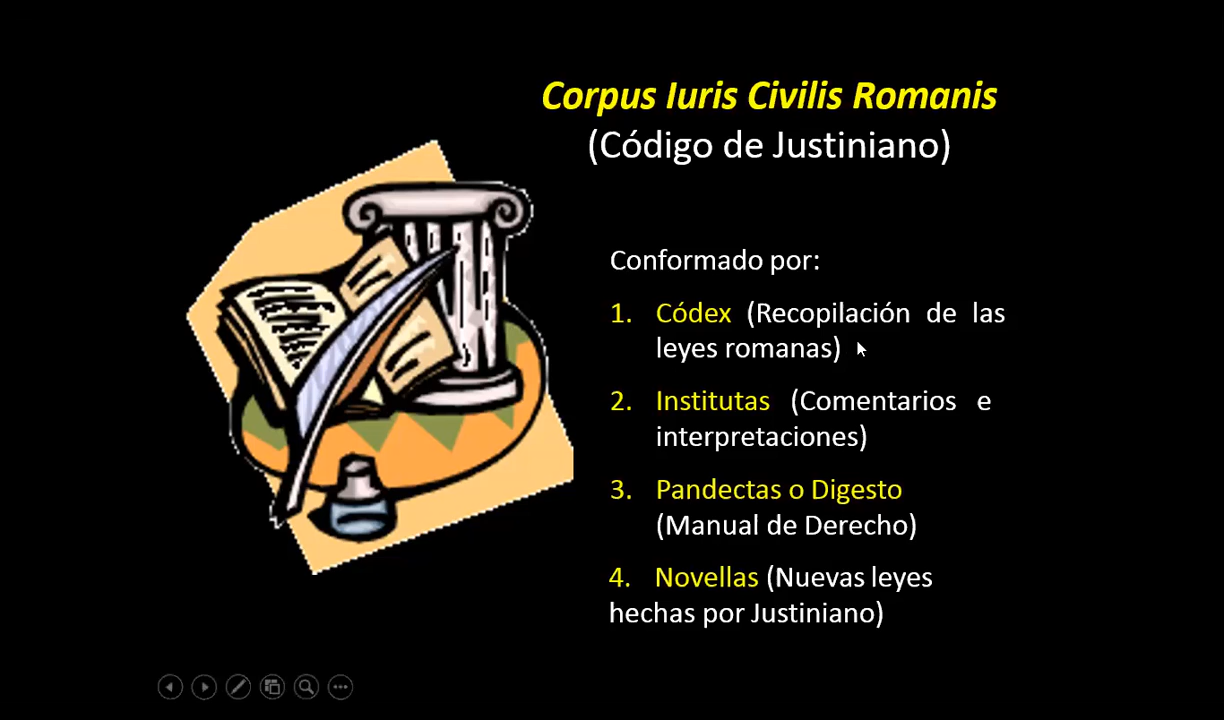 Corpus Iuris Civilis Romanis
(Código de Justiniano)
Conformado por:
1. Códex (Recopilación de las
leyes romanas)
2. Institutas (Comentarios e
interpretaciones)
3. Pandectas o Digesto
(Manual de Derecho)
4. Novellas (Nuevas leyes
hechas por Justiniano)